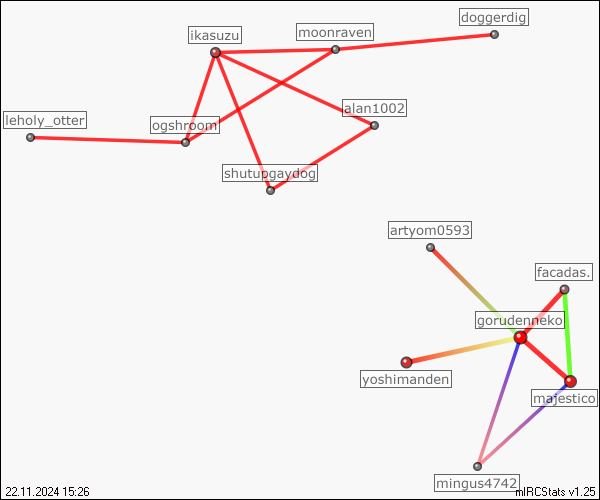 doggerdig
ikasuzu
moonraven
alan1002
leholy_otter
ogshroom
shutupgaydog
artyom0593
facadas.
gorudenneko
yoshimanden
majestico
mingus4742
22.11.2024 15:26
mIRCStats v1.25